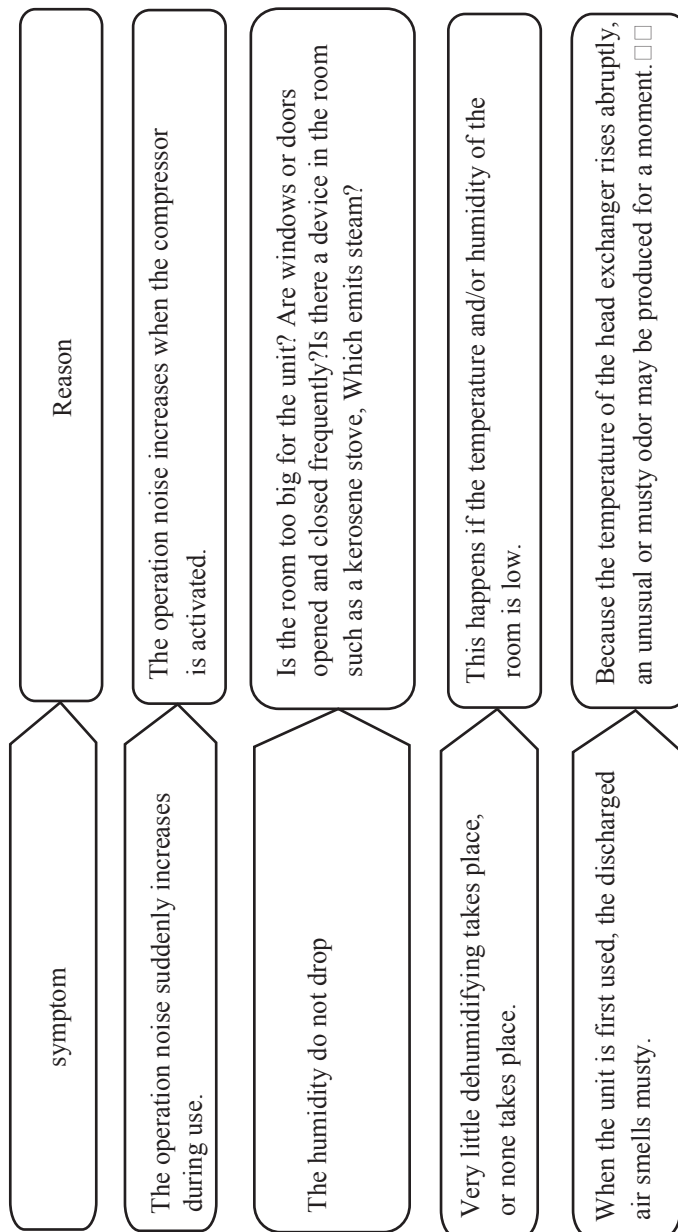 symptom
Reason
The operation noise suddenly increases
during use.
The operation noise increases when the compressor
is activated.
The humidity do not drop
Is the room too big for the unit? Are windows or doors
opened and closed frequently?Is there a device in the room
such as a kerosene stove, Which emits steam?
Very little dehumidifying takes place,
or none takes place.
This happens if the temperature and/or humidity of the
room is low.
When the unit is first used, the discharged
air smells musty.
Because the temperature of the head exchanger rises abruptly,
an unusual or musty odor may be produced for a moment.□□